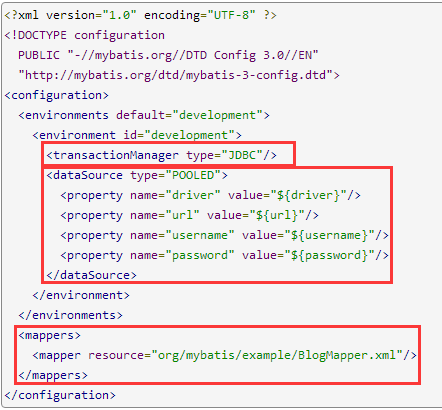 <?xml version="1.0" encoding="UTF-8" ?>
<!DOCTYPE configuration
  PUBLIC "-//mybatis.org//DTD Config 3.0//EN"
  "http://mybatis.org/dtd/mybatis-3-config.dtd">
<configuration>
  <environments default="development">
    <environment id="development">
      <transactionManager type="JDBC"/>
      <dataSource type="POOLED">
        <property name="driver" value="${driver}"/>
        <property name="url" value="${url}"/>
        <property name="username" value="${username}"/>
        <property name="password" value="${password}"/>
      </dataSource>
    </environment>
  </environments>
  <mappers>
    <mapper resource="org/mybatis/example/BlogMapper.xml"/>
  </mappers>
</configuration>